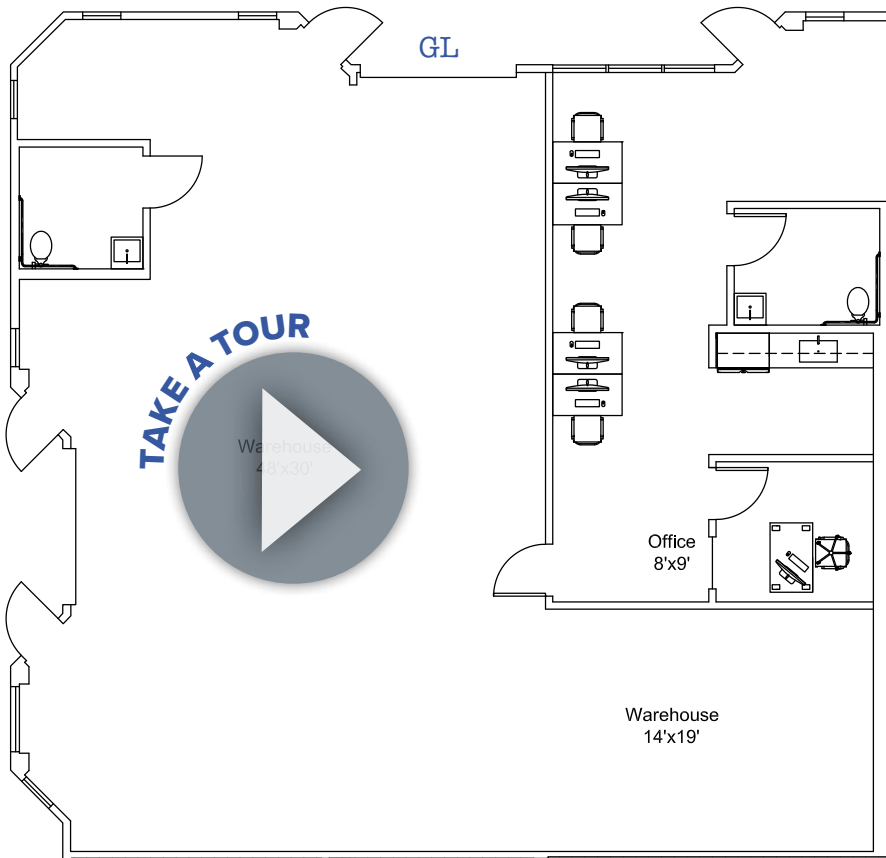 GL
TAKE A TOUR
Warehouse
48'x30'
Office
8'x9'
Warehouse
14'x19'